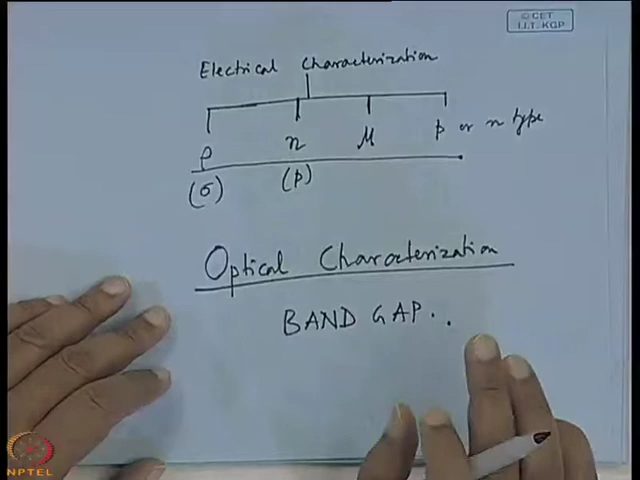 © CET
I.I.T. KGP
Electrical Characterization
ρ n μ p or n type
(σ) (p)
Optical Characterization
BAND GAP..
NPTEL